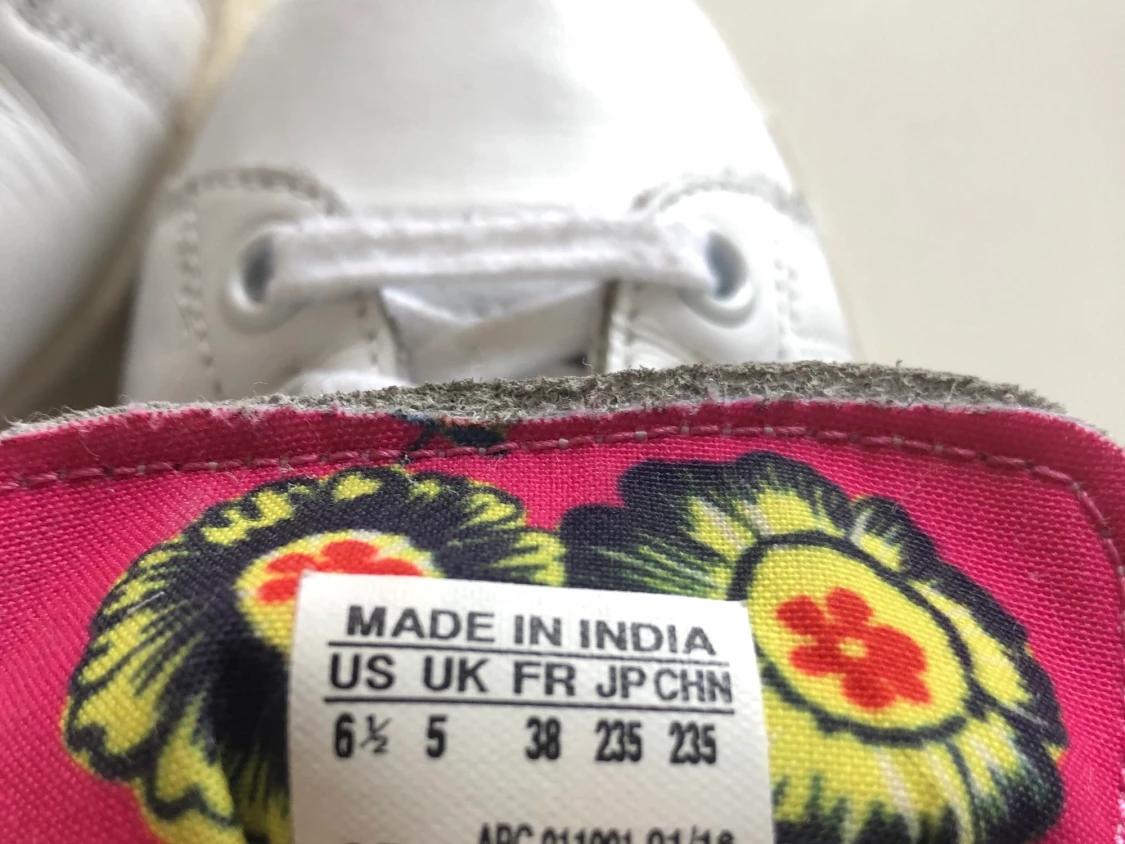 MADE IN INDIA
US UK FR JP CHN
6½ 5 38 235 235